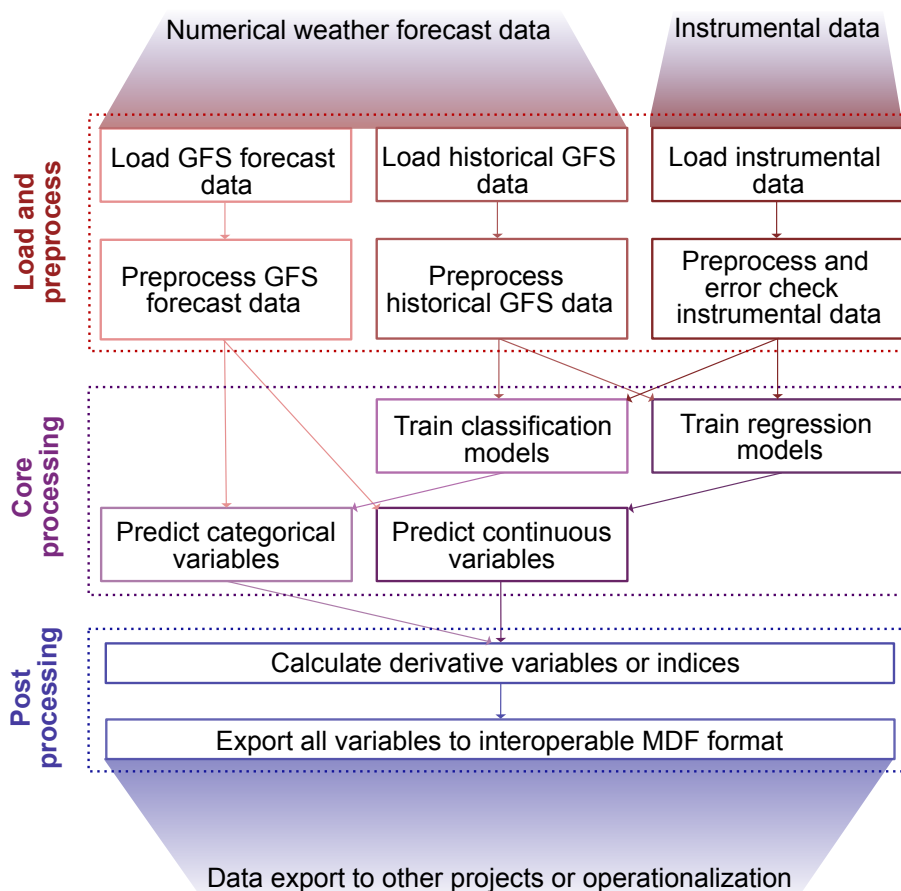 Numerical weather forecast data
Instrumental data
Load and
preprocess
Load GFS forecast
data
Load historical GFS
data
Load instrumental
data
Preprocess GFS
forecast data
Preprocess
historical GFS data
Preprocess and
error check
instrumental data
Core
processing
Train classification
models
Train regression
models
Predict categorical
variables
Predict continuous
variables
Post
processing
Calculate derivative variables or indices
Export all variables to interoperable MDF format
Data export to other projects or operationalization